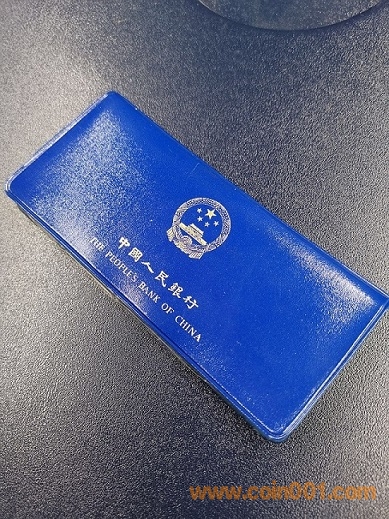 中國人民銀行
THE PEOPLE'S BANK OF CHINA
www.coin001.com